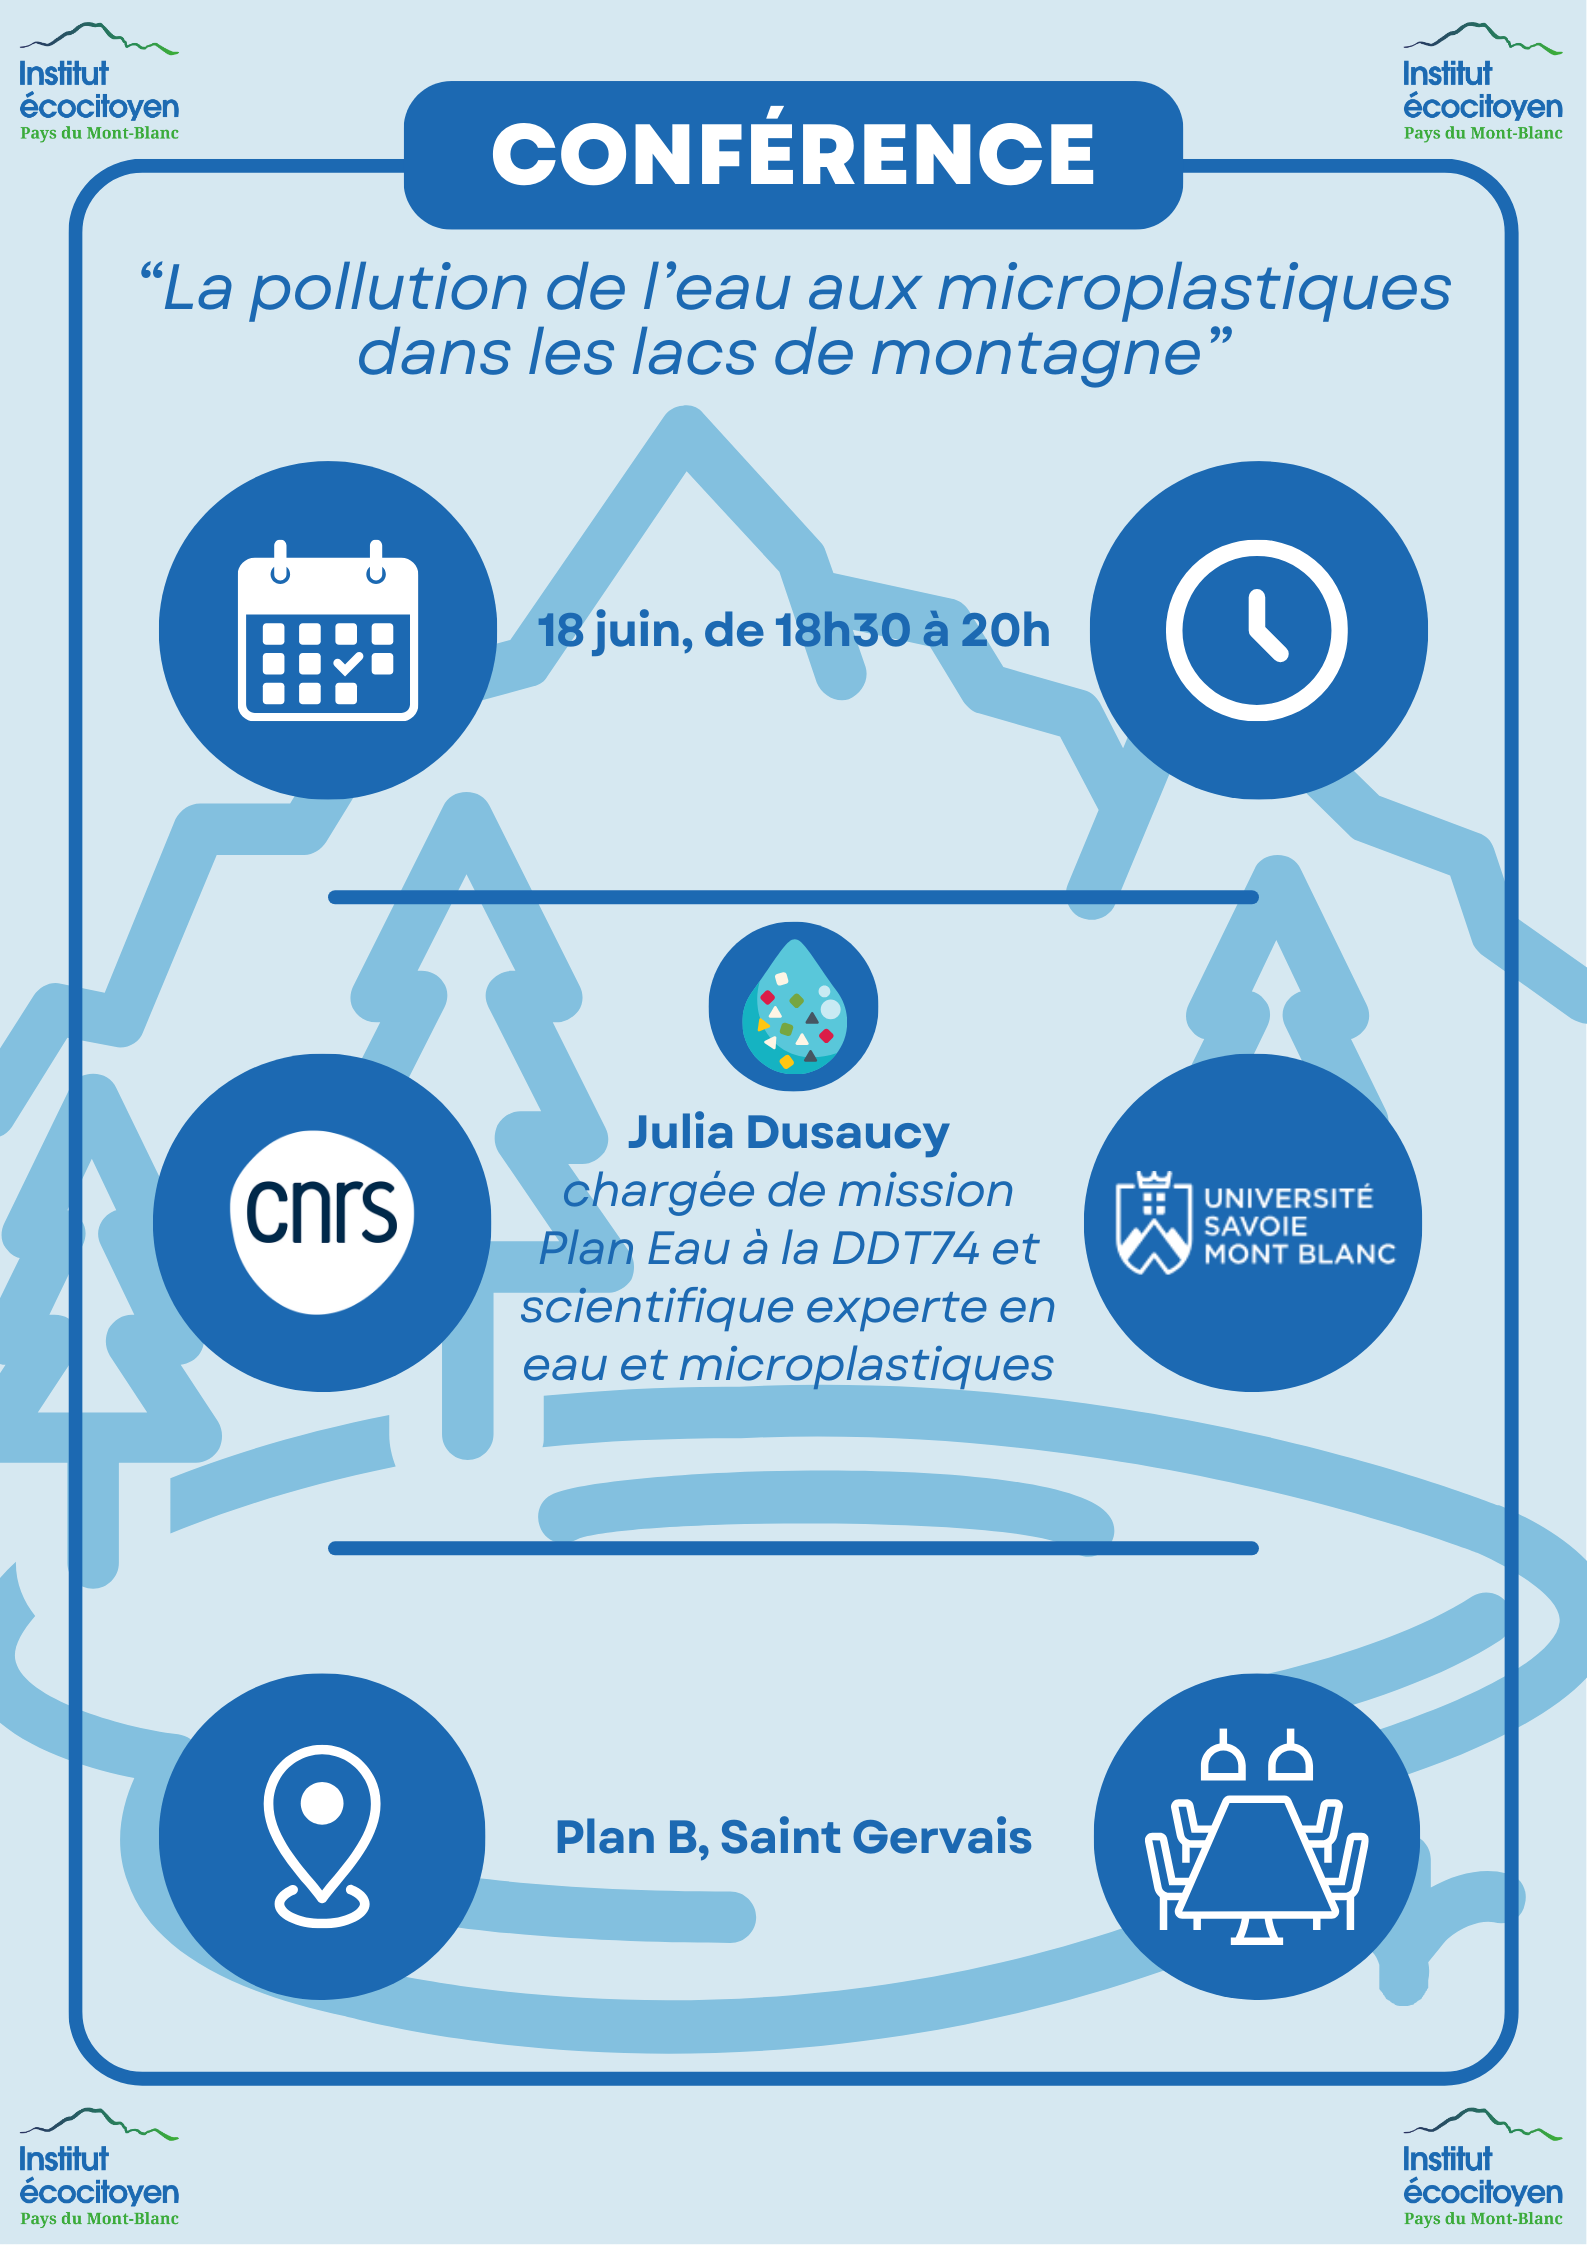 Institut
écocitoyen
Pays du Mont-Blanc
Institut
écocitoyen
Pays du Mont-Blanc
CONFÉRENCE
“La pollution de l’eau aux microplastiques
dans les lacs de montagne”
18 juin, de 18h30 à 20h
Julia Dusaucy
chargée de mission
Plan Eau à la DDT74 et
scientifique experte en
eau et microplastiques
cnrs
UNIVERSITÉ
SAVOIE
MONT BLANC
Plan B, Saint Gervais
Institut
écocitoyen
Pays du Mont-Blanc
Institut
écocitoyen
Pays du Mont-Blanc